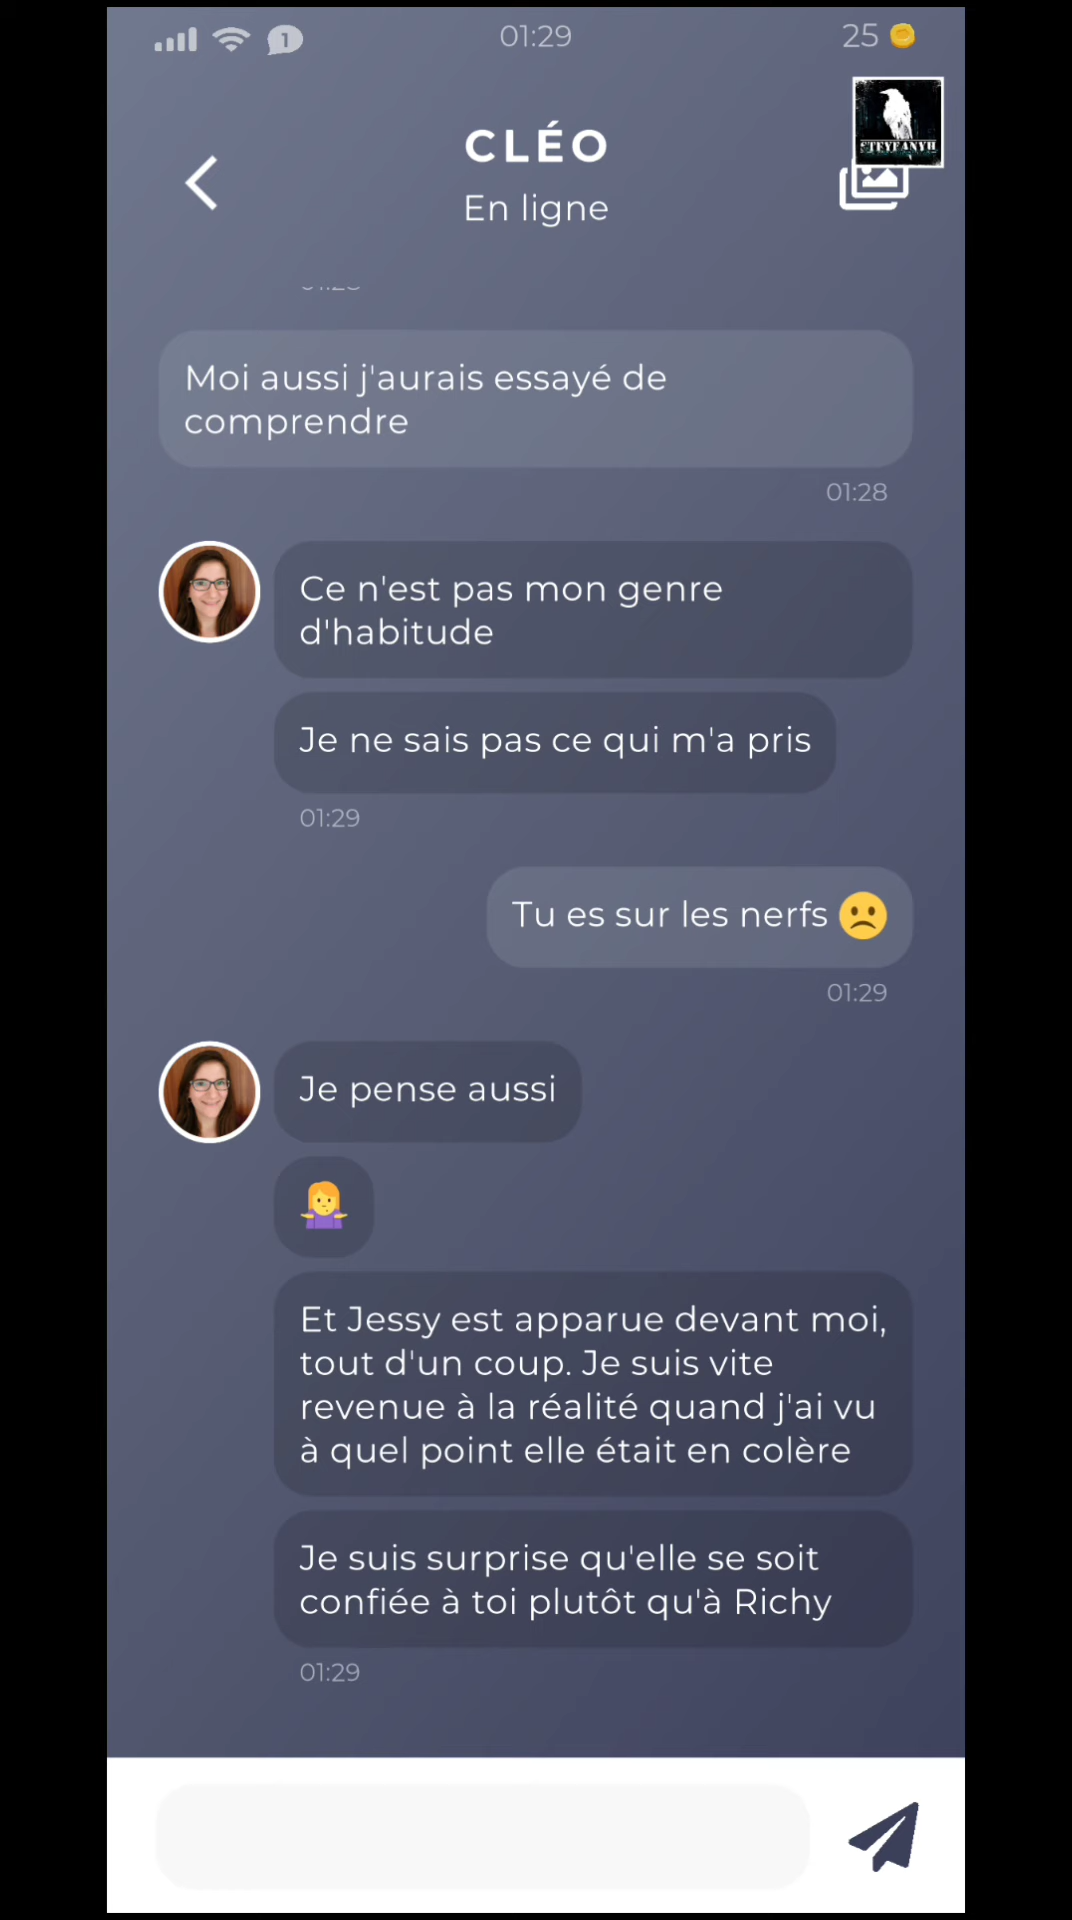 1
01:29
25
STEYFANYH
CLÉO
En ligne
Moi aussi j'aurais essayé de
comprendre
01:28
Ce n'est pas mon genre
d'habitude
Je ne sais pas ce qui m'a pris
01:29
Tu es sur les nerfs
01:29
Je pense aussi
Et Jessy est apparue devant moi,
tout d'un coup. Je suis vite
revenue à la réalité quand j'ai vu
à quel point elle était en colère
Je suis surprise qu'elle se soit
confiée à toi plutôt qu'à Richy
01:29